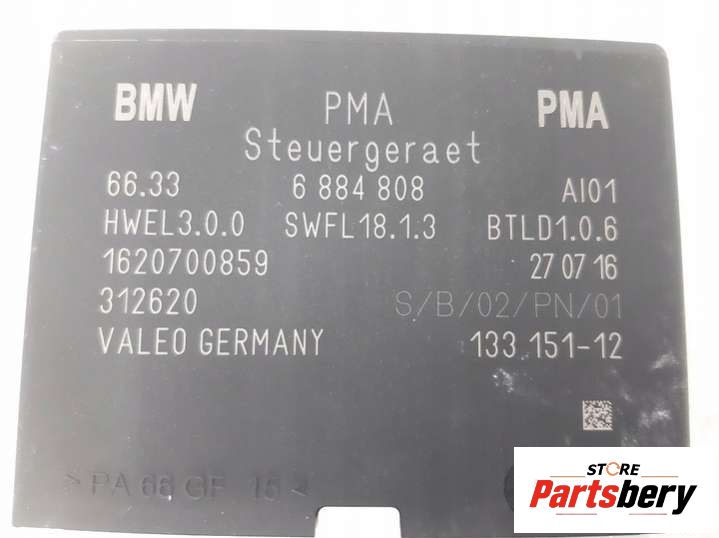 BMW PMA PMA
Steuergeraet
66.33 6 884 808 AI01
HWEL3.0.0 SWFL18.1.3 BTLD1.0.6
1620700859 27 07 16
312620 S/B/02/PN/01
VALEO GERMANY 133 151-12
>PA 66 GF 15<
STORE
Partsbery